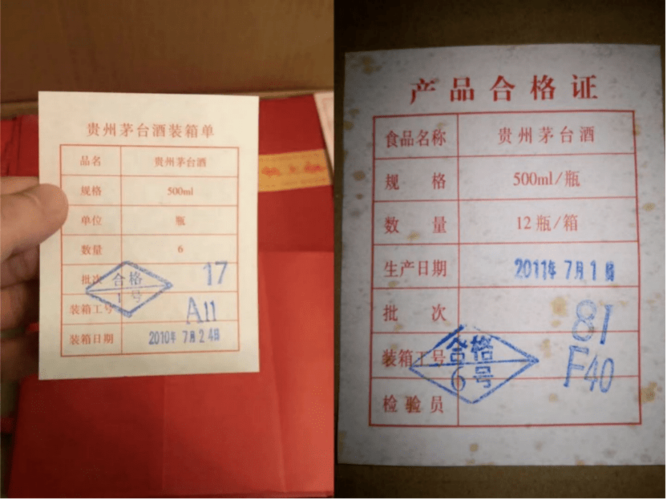 贵州茅台酒装箱单
品名 贵州茅台酒
规格 500ml
单位 瓶
数量 6
批次 17
合格
1号
装箱工号 A11
装箱日期 2010年7月24日
产品合格证
食品名称 贵州茅台酒
规 格 500ml/瓶
数 量 12瓶/箱
生产日期 2011年7月1日
批 次 81
合格
6号
装箱工号 F40
检验员